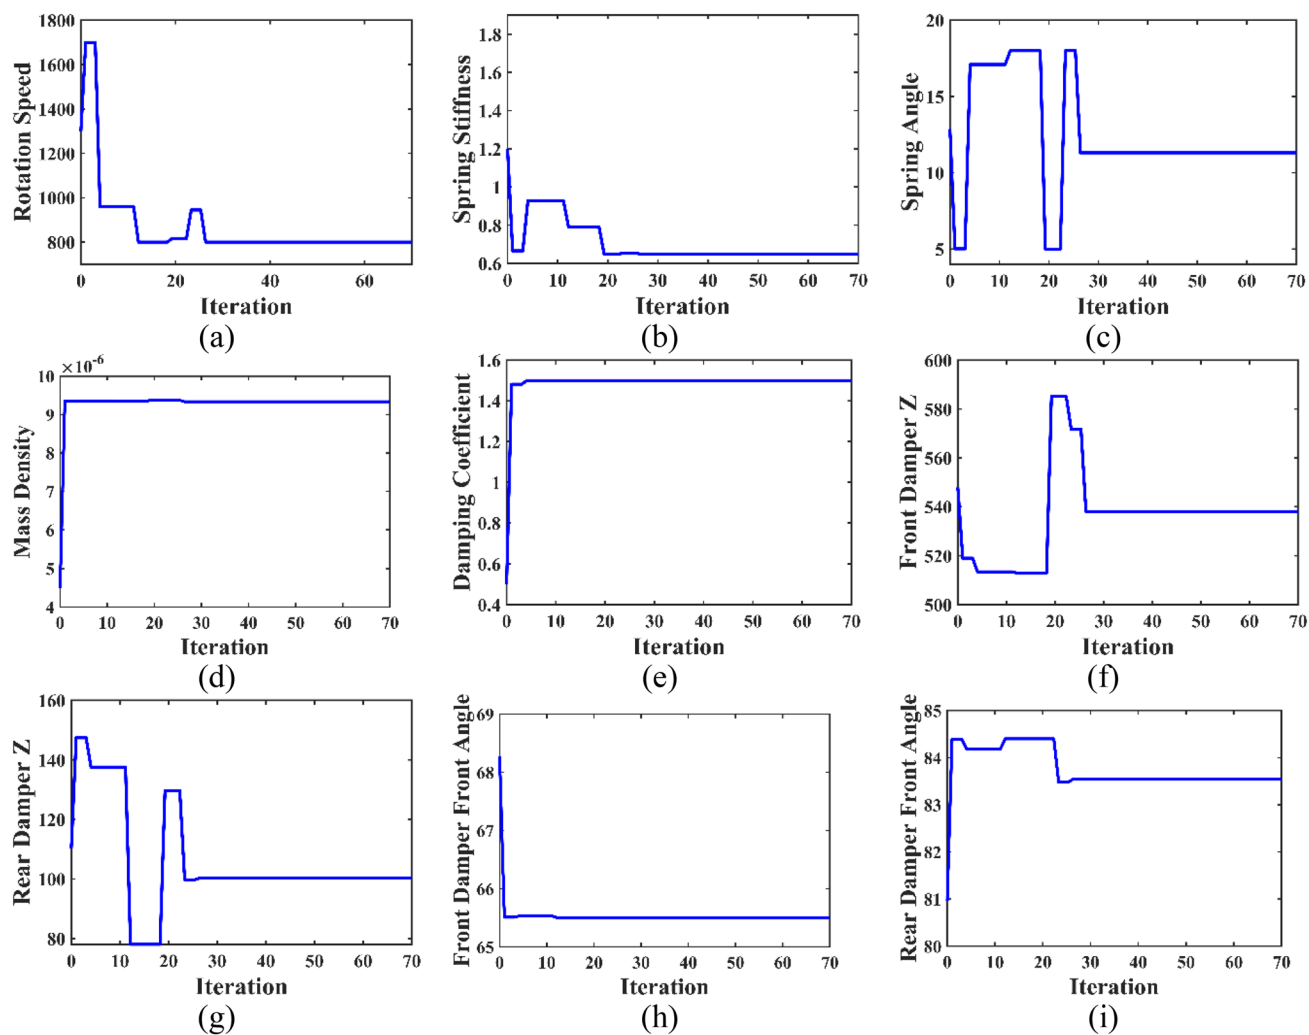 Rotation Speed
1800
1600
1400
1200
1000
800
0 20 40 60
Iteration
(a)
Spring Stiffness
1.8
1.6
1.4
1.2
1
0.8
0.6
0 10 20 30 40 50 60 70
Iteration
(b)
Spring Angle
20
15
10
5
0 10 20 30 40 50 60 70
Iteration
(c)
Mass Density
×10⁻⁶
10
9
8
7
6
5
4
0 10 20 30 40 50 60 70
Iteration
(d)
Damping Coefficient
1.6
1.4
1.2
1
0.8
0.6
0.4
0 10 20 30 40 50 60 70
Iteration
(e)
Front Damper Z
600
580
560
540
520
500
0 10 20 30 40 50 60 70
Iteration
(f)
Rear Damper Z
160
140
120
100
80
0 10 20 30 40 50 60 70
Iteration
(g)
Front Damper Front Angle
69
68
67
66
65
0 10 20 30 40 50 60 70
Iteration
(h)
Rear Damper Front Angle
85
84
83
82
81
80
0 10 20 30 40 50 60 70
Iteration
(i)